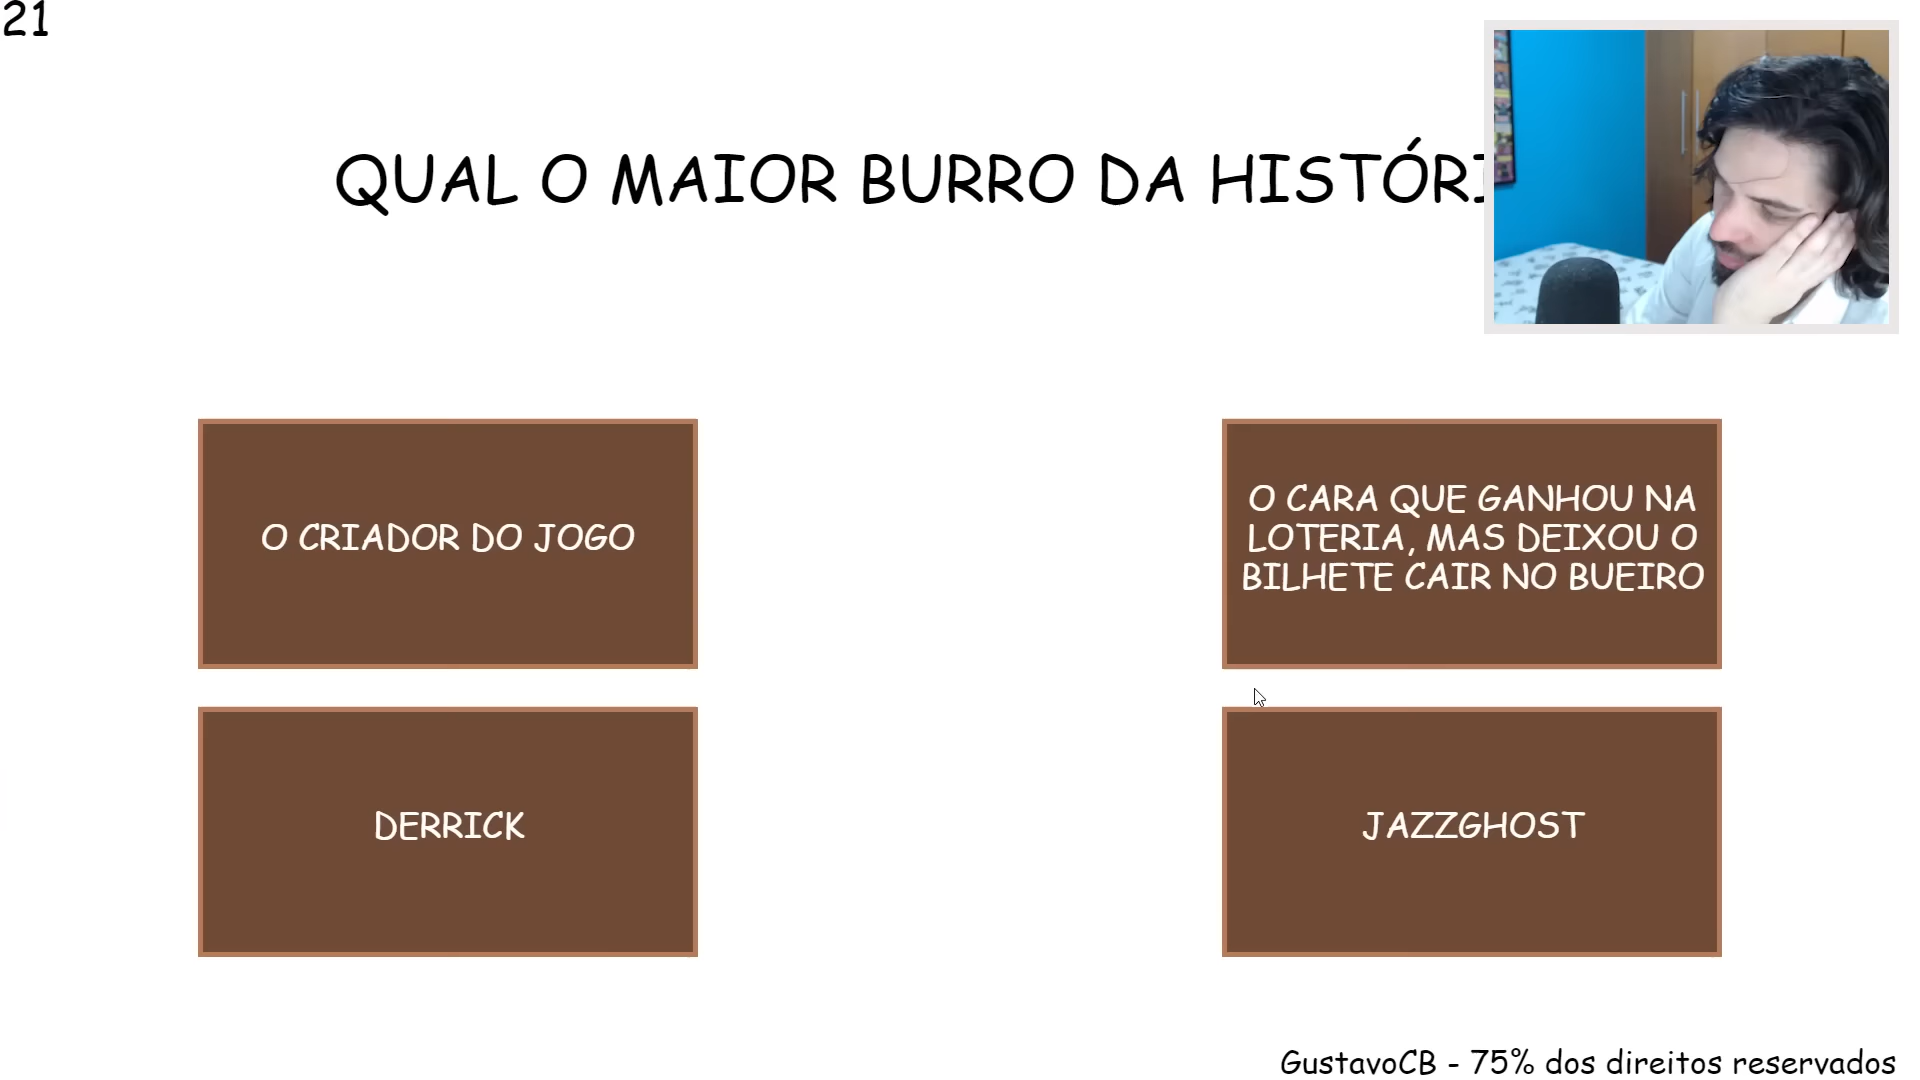 21
QUAL O MAIOR BURRO DA HISTÓRI
O CRIADOR DO JOGO
O CARA QUE GANHOU NA
LOTERIA, MAS DEIXOU O
BILHETE CAIR NO BUEIRO
DERRICK
JAZZGHOST
GustavoCB - 75% dos direitos reservados